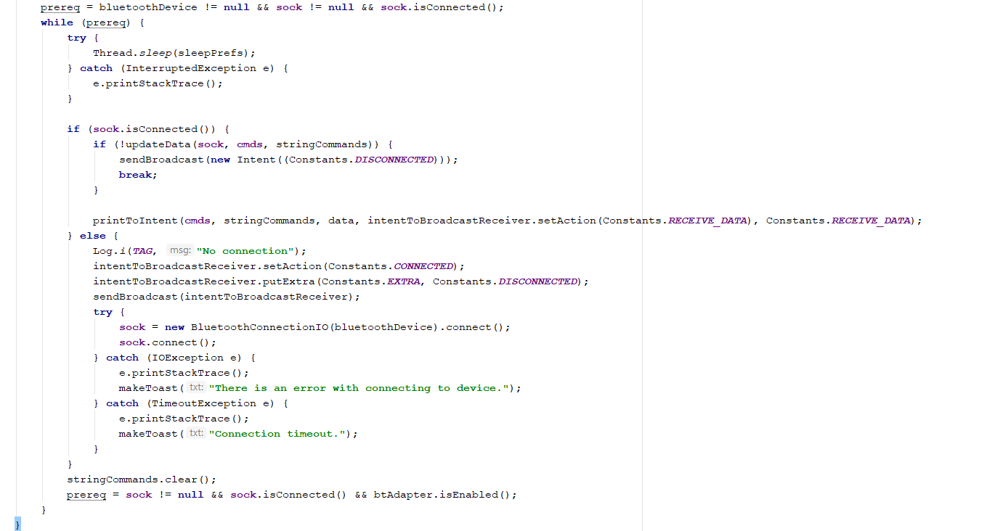 prereq = bluetoothDevice != null && sock != null && sock.isConnected();
while (prereq) {
try {
Thread.sleep(sleepPrefs);
} catch (InterruptedException e) {
e.printStackTrace();
}
if (sock.isConnected()) {
if (!updateData(sock, cmds, stringCommands)) {
sendBroadcast(new Intent((Constants.DISCONNECTED)));
break;
}
printToIntent(cmds, stringCommands, data, intentToBroadcastReceiver.setAction(Constants.RECEIVE_DATA), Constants.RECEIVE_DATA);
} else {
Log.i(TAG, msg: "No connection");
intentToBroadcastReceiver.setAction(Constants.CONNECTED);
intentToBroadcastReceiver.putExtra(Constants.EXTRA, Constants.DISCONNECTED);
sendBroadcast(intentToBroadcastReceiver);
try {
sock = new BluetoothConnectionIO(bluetoothDevice).connect();
sock.connect();
} catch (IOException e) {
e.printStackTrace();
makeToast( txt: "There is an error with connecting to device.");
} catch (TimeoutException e) {
e.printStackTrace();
makeToast( txt: "Connection timeout.");
}
}
stringCommands.clear();
prereq = sock != null && sock.isConnected() && btAdapter.isEnabled();
}
}